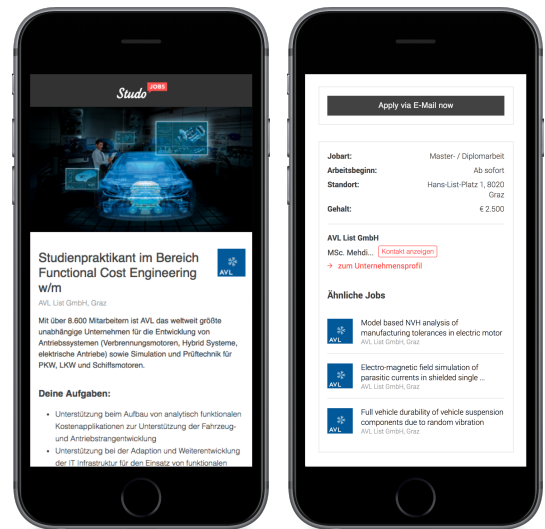 Studo JOBS
Studienpraktikant im Bereich
Functional Cost Engineering
w/m
AVL
AVL List GmbH, Graz
Mit über 8.600 Mitarbeitern ist AVL das weltweit größte
unabhängige Unternehmen für die Entwicklung von
Antriebssystemen (Verbrennungsmotoren, Hybrid Systeme,
elektrische Antriebe) sowie Simulation und Prüftechnik für
PKW, LKW und Schiffsmotoren.
Deine Aufgaben:
• Unterstützung beim Aufbau von analytisch funktionalen
Kostenapplikationen zur Unterstützung der Fahrzeug-
und Antriebstrangentwicklung
• Unterstützung bei der Adaption und Weiterentwicklung
der IT Infrastruktur für den Einsatz von funktionalen
Apply via E-Mail now
Jobart: Master- / Diplomarbeit
Arbeitsbeginn: Ab sofort
Standort: Hans-List-Platz 1, 8020
Graz
Gehalt: € 2.500
AVL List GmbH
MSc. Mehdi... Kontakt anzeigen
→ zum Unternehmensprofil
Ähnliche Jobs
Model based NVH analysis of
manufacturing tolerances in electric motor
AVL List GmbH, Graz
AVL
Electro-magnetic field simulation of
parasitic currents in shielded single ...
AVL List GmbH, Graz
AVL
Full vehicle durability of vehicle suspension
components due to random vibration
AVL List GmbH, Graz
AVL